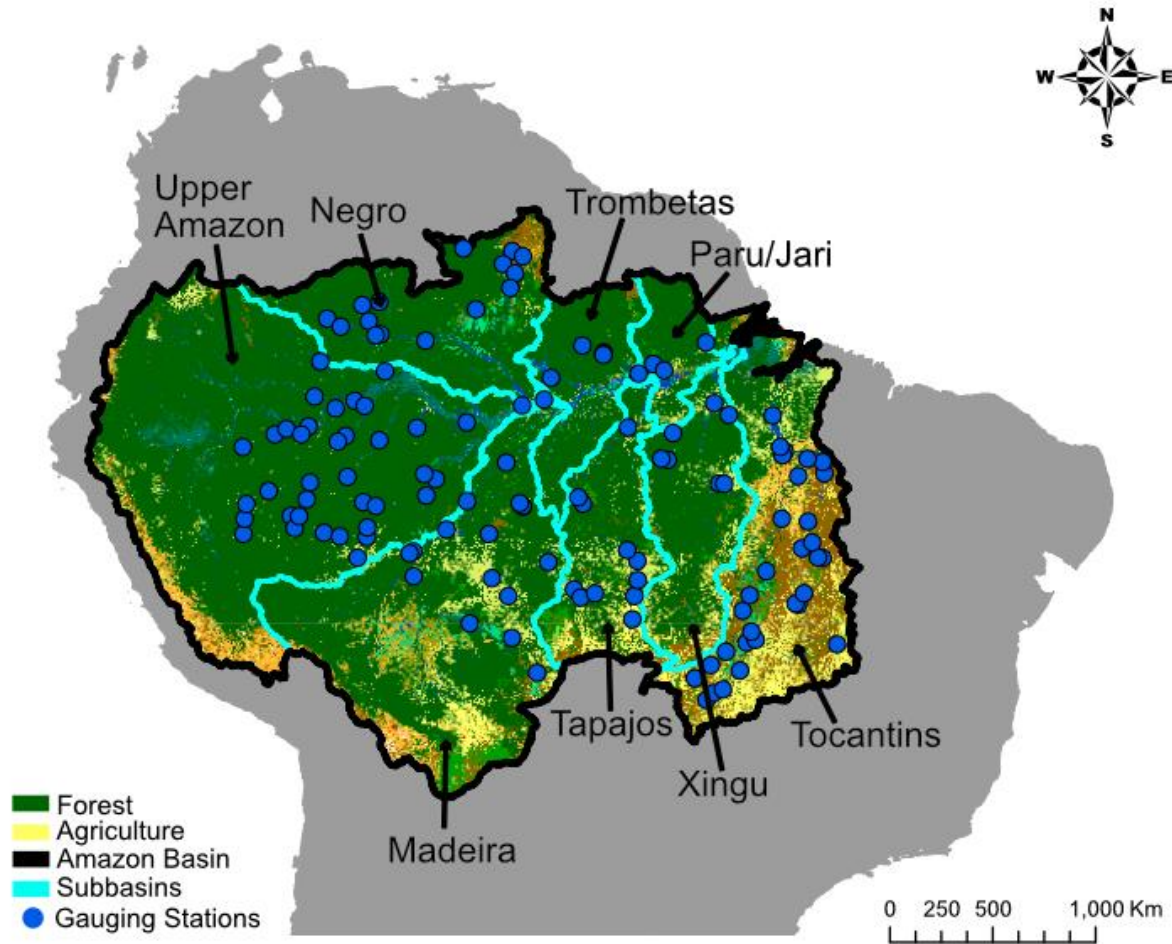 N
W E
S
Upper
Amazon
Negro
Trombetas
Paru/Jari
Tapajos
Tocantins
Xingu
Madeira
Forest
Agriculture
Amazon Basin
Subbasins
Gauging Stations
0 250 500 1,000 Km